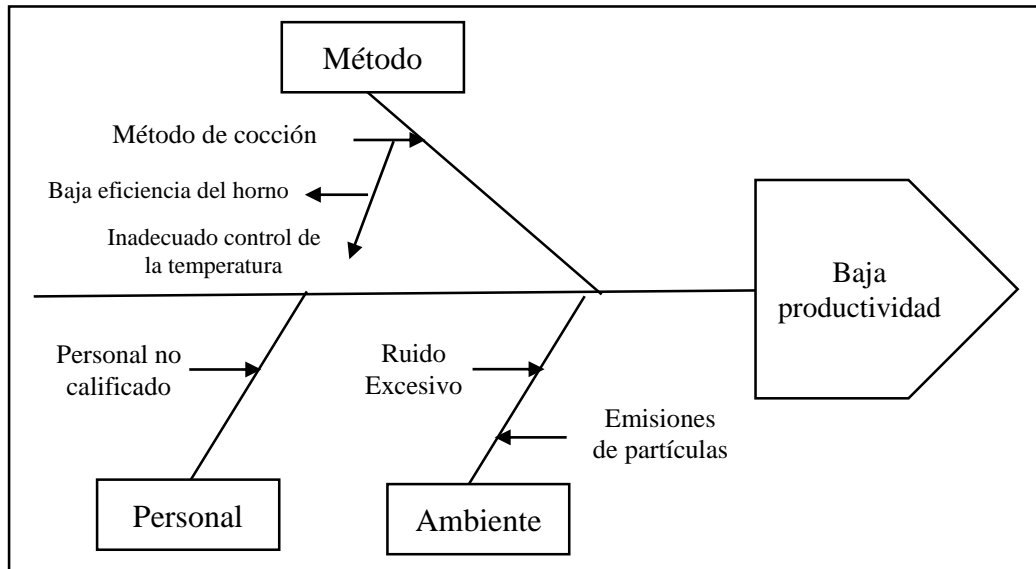 Método
Método de cocción
Baja eficiencia del horno
Inadecuado control de
la temperatura
Baja
productividad
Personal no
calificado
Ruido
Excesivo
Emisiones
de partículas
Personal
Ambiente